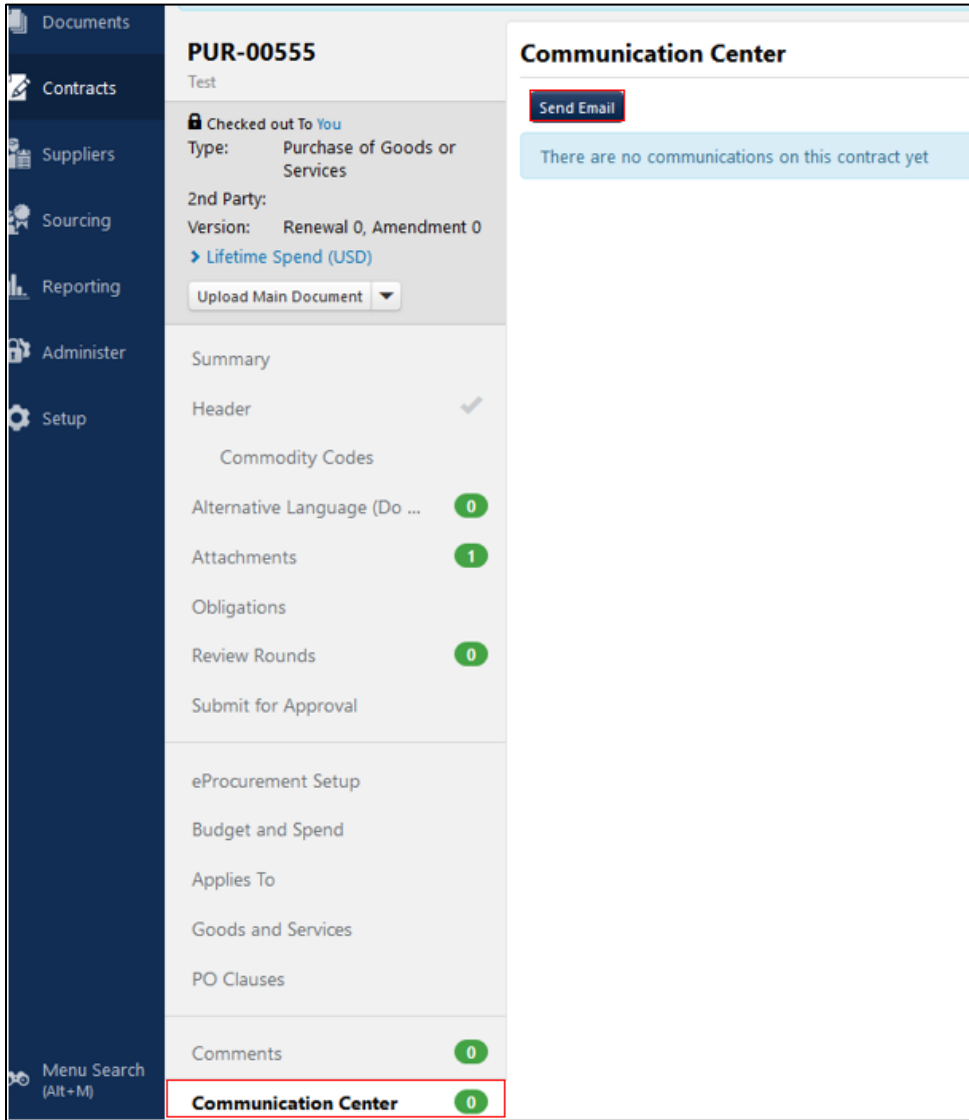 Documents
Contracts
Suppliers
Sourcing
Reporting
Administer
Setup
Menu Search
(Alt+M)
PUR-00555
Test
Checked out To You
Type: Purchase of Goods or
Services
2nd Party:
Version: Renewal 0, Amendment 0
Lifetime Spend (USD)
Upload Main Document
Summary
Header
Commodity Codes
Alternative Language (Do ... 0
Attachments 1
Obligations
Review Rounds 0
Submit for Approval
eProcurement Setup
Budget and Spend
Applies To
Goods and Services
PO Clauses
Comments 0
Communication Center 0
Communication Center
Send Email
There are no communications on this contract yet